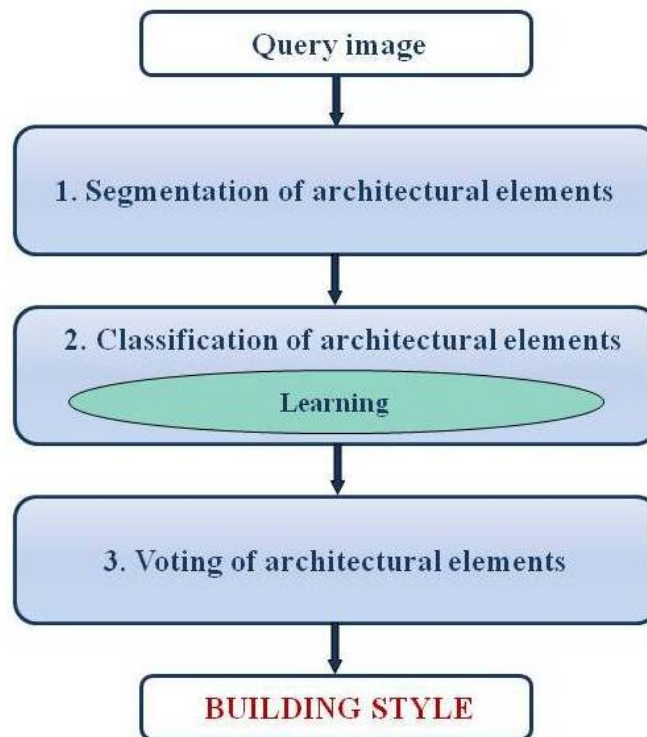 Query image
1. Segmentation of architectural elements
2. Classification of architectural elements
Learning
3. Voting of architectural elements
BUILDING STYLE